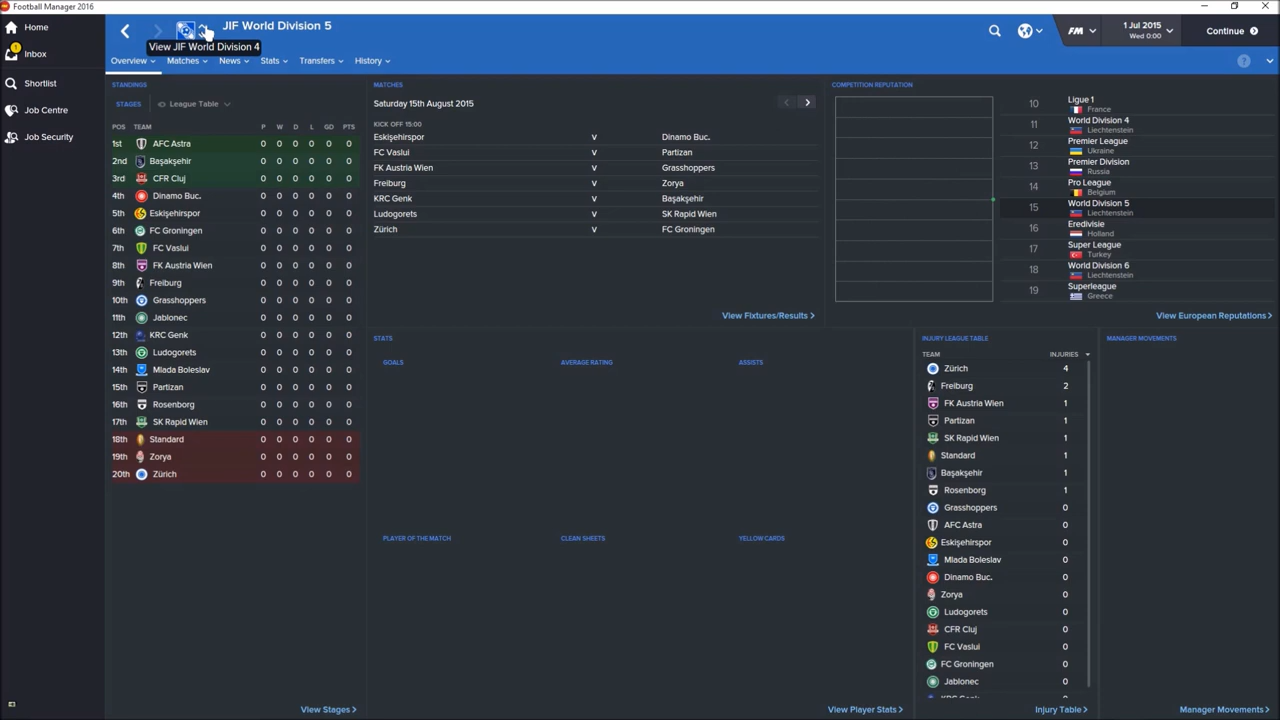 Football Manager 2016
Home
Inbox
Shortlist
Job Centre
Job Security
JIF World Division 5
View JIF World Division 4
FM
1 Jul 2015
Wed 0:00
Continue
Overview
Matches
News
Stats
Transfers
History
STANDINGS
STAGES League Table
POS TEAM P W D L GD PTS
1st AFC Astra 0 0 0 0 0 0
2nd Başakşehir 0 0 0 0 0 0
3rd CFR Cluj 0 0 0 0 0 0
4th Dinamo Buc. 0 0 0 0 0 0
5th Eskişehirspor 0 0 0 0 0 0
6th FC Groningen 0 0 0 0 0 0
7th FC Vaslui 0 0 0 0 0 0
8th FK Austria Wien 0 0 0 0 0 0
9th Freiburg 0 0 0 0 0 0
10th Grasshoppers 0 0 0 0 0 0
11th Jablonec 0 0 0 0 0 0
12th KRC Genk 0 0 0 0 0 0
13th Ludogorets 0 0 0 0 0 0
14th Mlada Boleslav 0 0 0 0 0 0
15th Partizan 0 0 0 0 0 0
16th Rosenborg 0 0 0 0 0 0
17th SK Rapid Wien 0 0 0 0 0 0
18th Standard 0 0 0 0 0 0
19th Zorya 0 0 0 0 0 0
20th Zürich 0 0 0 0 0 0
View Stages >
MATCHES
Saturday 15th August 2015
KICK OFF 15:00
Eskişehirspor v Dinamo Buc.
FC Vaslui v Partizan
FK Austria Wien v Grasshoppers
Freiburg v Zorya
KRC Genk v Başakşehir
Ludogorets v SK Rapid Wien
Zürich v FC Groningen
View Fixtures/Results >
COMPETITION REPUTATION
10 Ligue 1
France
11 World Division 4
Liechtenstein
12 Premier League
Ukraine
13 Premier Division
Russia
14 Pro League
Belgium
15 World Division 5
Liechtenstein
16 Eredivisie
Holland
17 Super League
Turkey
18 World Division 6
Liechtenstein
19 Superleague
Greece
View European Reputations >
STATS
GOALS
AVERAGE RATING
ASSISTS
PLAYER OF THE MATCH
CLEAN SHEETS
YELLOW CARDS
View Player Stats >
INJURY LEAGUE TABLE
TEAM INJURIES
Zürich 4
Freiburg 2
FK Austria Wien 1
Partizan 1
SK Rapid Wien 1
Standard 1
Başakşehir 1
Rosenborg 1
Grasshoppers 0
AFC Astra 0
Eskişehirspor 0
Mlada Boleslav 0
Dinamo Buc. 0
Zorya 0
Ludogorets 0
CFR Cluj 0
FC Vaslui 0
FC Groningen 0
Jablonec 0
Injury Table >
MANAGER MOVEMENTS
Manager Movements >